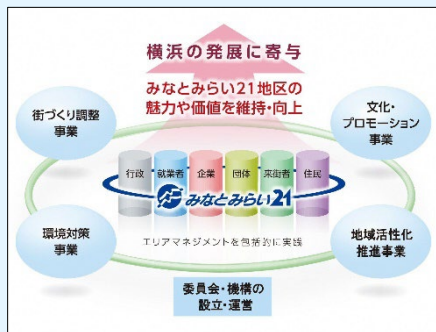 横浜の発展に寄与
みなとみらい21地区の
魅力や価値を維持・向上
街づくり調整
事業
文化・
プロモーション
事業
行政
就業者
企業
団体
来街者
住民
みなとみらい21
エリアマネジメントを包括的に実践
環境対策
事業
地域活性化
推進事業
委員会・機構の
設立・運営